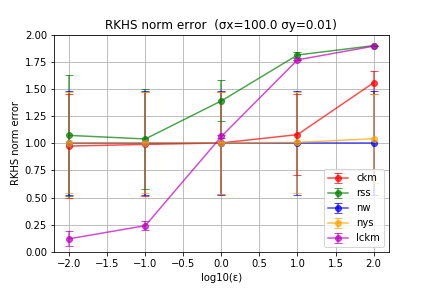 RKHS norm error (σx=100.0 σy=0.01)
2.00
1.75
1.50
1.25
1.00
0.75
0.50
0.25
0.00
RKHS norm error
−2.0 −1.5 −1.0 −0.5 0.0 0.5 1.0 1.5 2.0
log10(ε)
ckm
rss
nw
nys
lckm